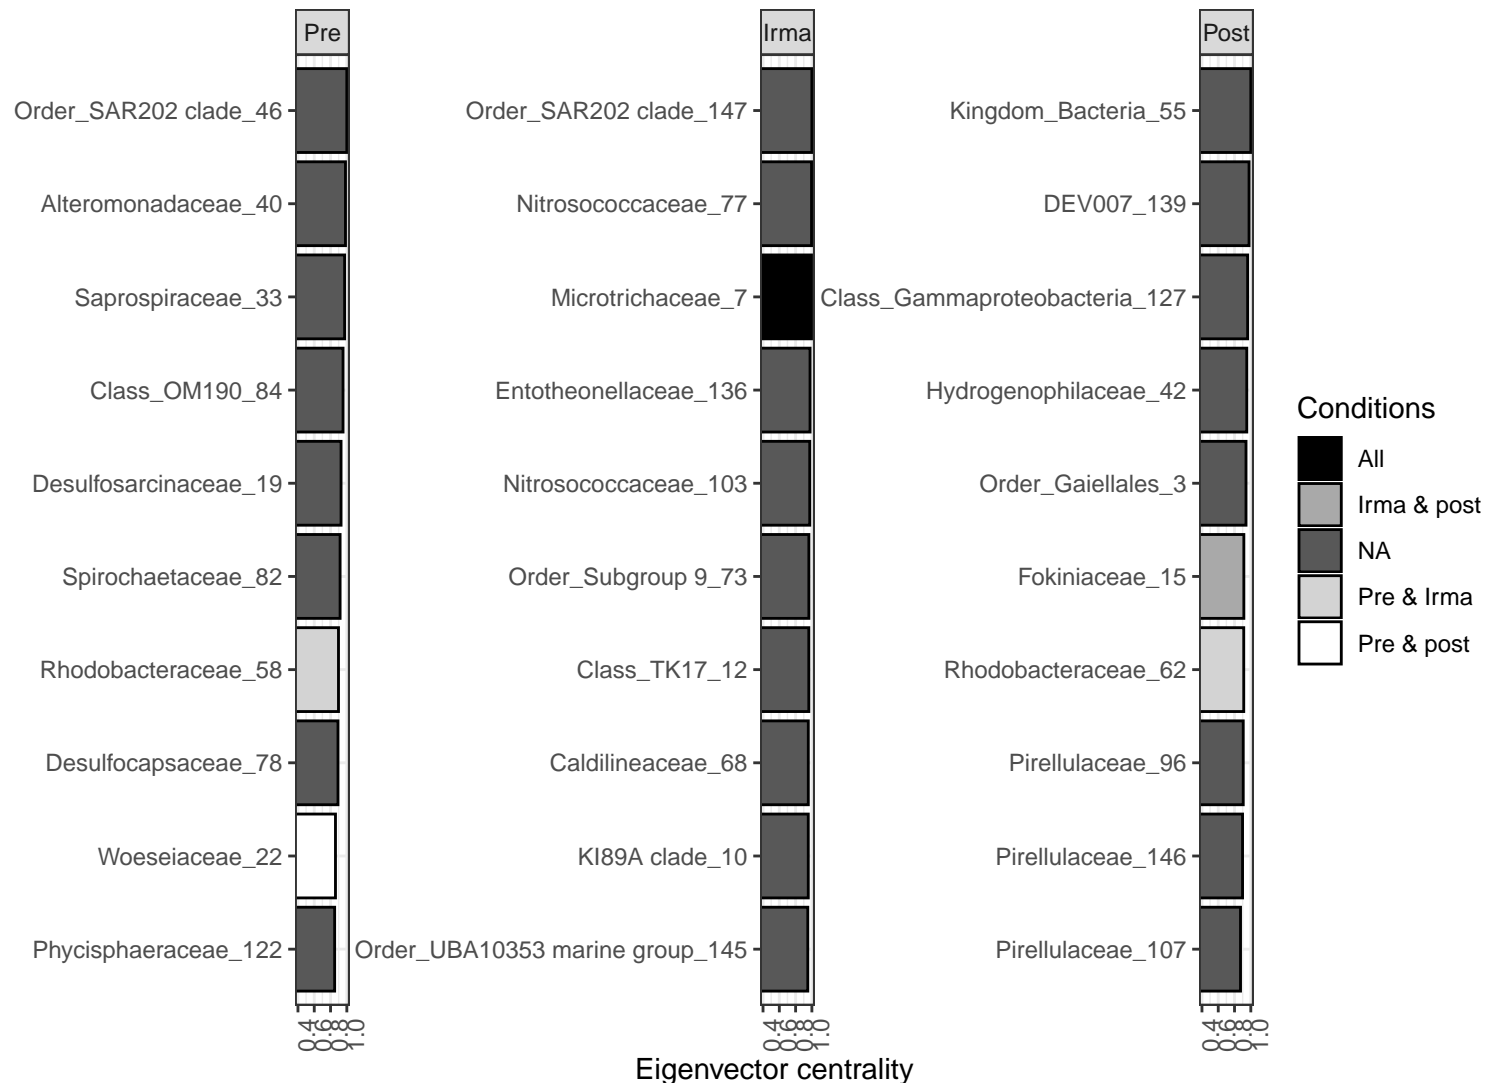 Pre
Order_SAR202 clade_46
Alteromonadaceae_40
Saprospiraceae_33
Class_OM190_84
Desulfosarcinaceae_19
Spirochaetaceae_82
Rhodobacteraceae_58
Desulfocapsaceae_78
Woeseiaceae_22
Phycisphaeraceae_122
0.4
0.6
0.8
1.0
Irma
Order_SAR202 clade_147
Nitrosococcaceae_77
Microtrichaceae_7
Entotheonellaceae_136
Nitrosococcaceae_103
Order_Subgroup 9_73
Class_TK17_12
Caldilineaceae_68
KI89A clade_10
Order_UBA10353 marine group_145
0.4
0.6
0.8
1.0
Post
Kingdom_Bacteria_55
DEV007_139
Class_Gammaproteobacteria_127
Hydrogenophilaceae_42
Order_Gaiellales_3
Fokiniaceae_15
Rhodobacteraceae_62
Pirellulaceae_96
Pirellulaceae_146
Pirellulaceae_107
0.4
0.6
0.8
1.0
Eigenvector centrality
Conditions
All
Irma & post
NA
Pre & Irma
Pre & post